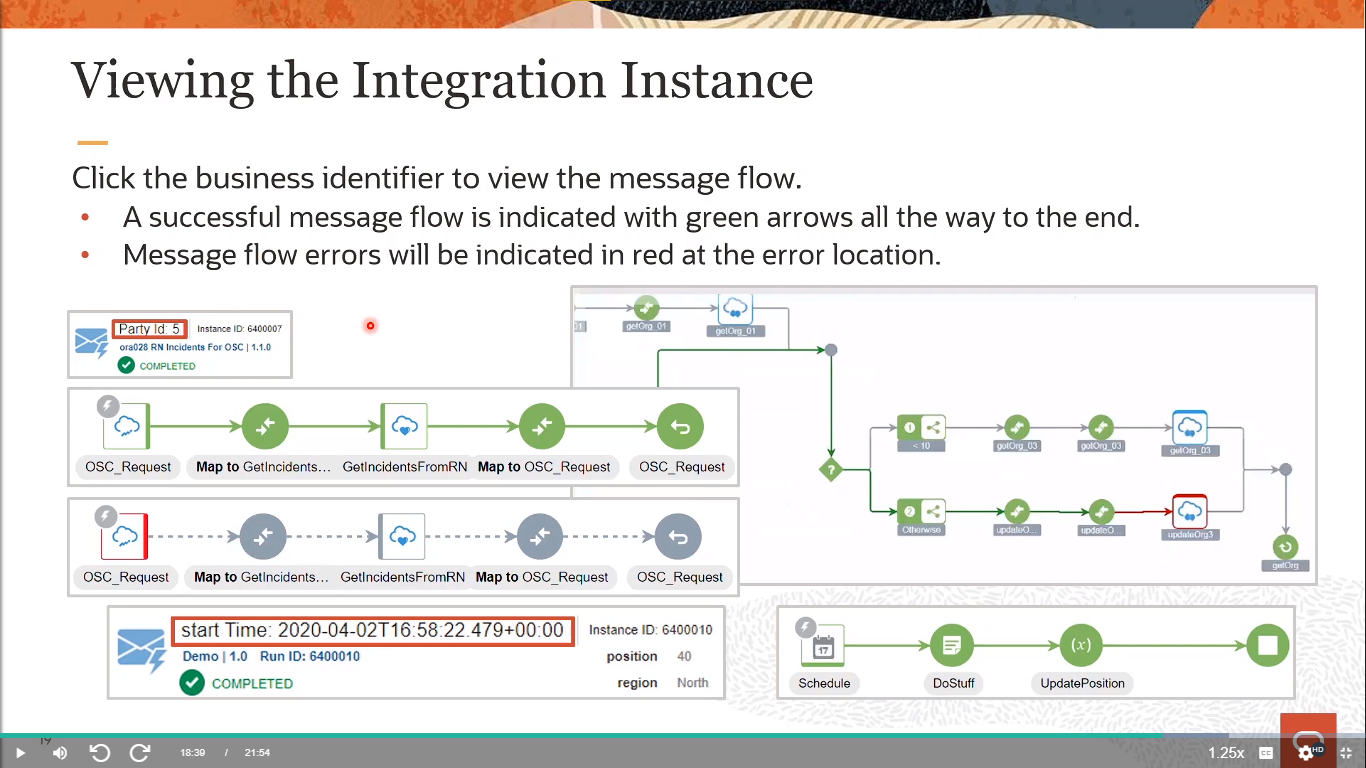 Viewing the Integration Instance
Click the business identifier to view the message flow.
• A successful message flow is indicated with green arrows all the way to the end.
• Message flow errors will be indicated in red at the error location.
Party Id: 5 Instance ID: 6400007
ora028 RN Incidents For OSC | 1.1.0
COMPLETED
getOrg_01 getOrg_01
OSC_Request Map to GetIncidents... GetIncidentsFromRN Map to OSC_Request OSC_Request
OSC_Request Map to GetIncidents... GetIncidentsFromRN Map to OSC_Request OSC_Request
?
1
< 10 getOrg_03 getOrg_03 getOrg_03
2
Otherwise updateO... updateO... updateOrg3
getOrg
start Time: 2020-04-02T16:58:22.479+00:00 Instance ID: 6400010
Demo | 1.0 Run ID: 6400010 position 40
COMPLETED region North
17 (x)
Schedule DoStuff UpdatePosition
19
18:39 / 21:54 1.25x CC HD